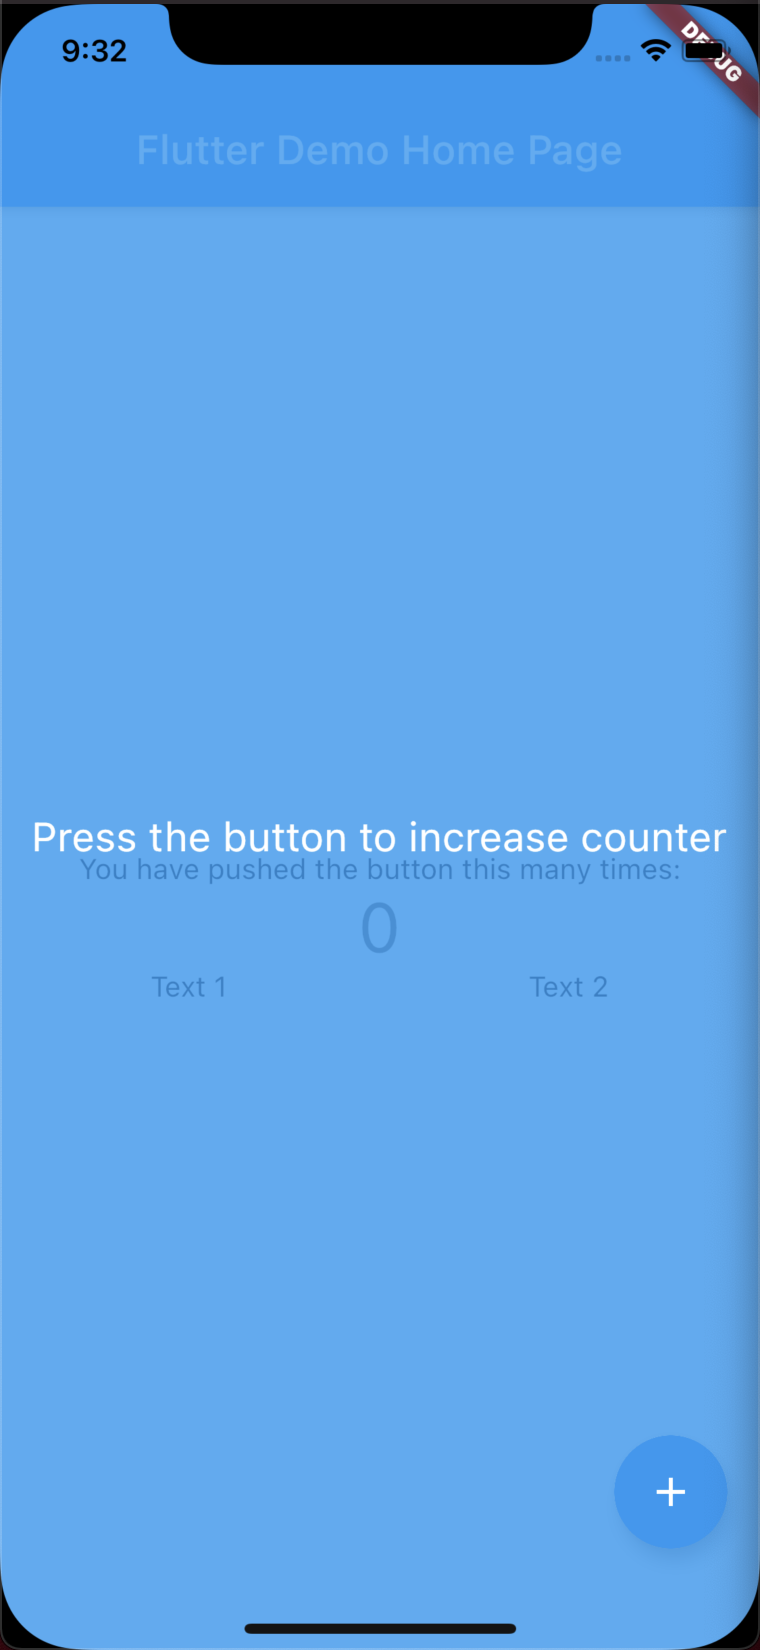 9:32
DEBUG
Flutter Demo Home Page
Press the button to increase counter
You have pushed the button this many times:
0
Text 1 Text 2
+